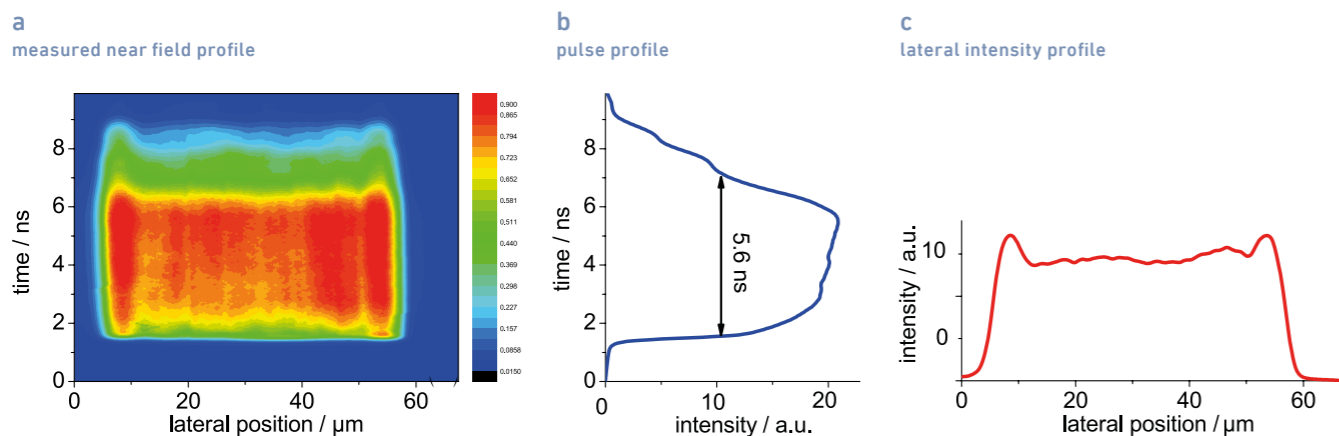 a
measured near field profile
8
6
4
2
0
time / ns
0
20
40
60
lateral position / µm
0.900
0.865
0.794
0.723
0.652
0.581
0.511
0.440
0.369
0.298
0.227
0.157
0.0858
0.0150
b
pulse profile
8
6
4
2
0
time / ns
5.6 ns
0
10
20
intensity / a.u.
c
lateral intensity profile
10
0
intensity / a.u.
0
20
40
60
lateral position / µm